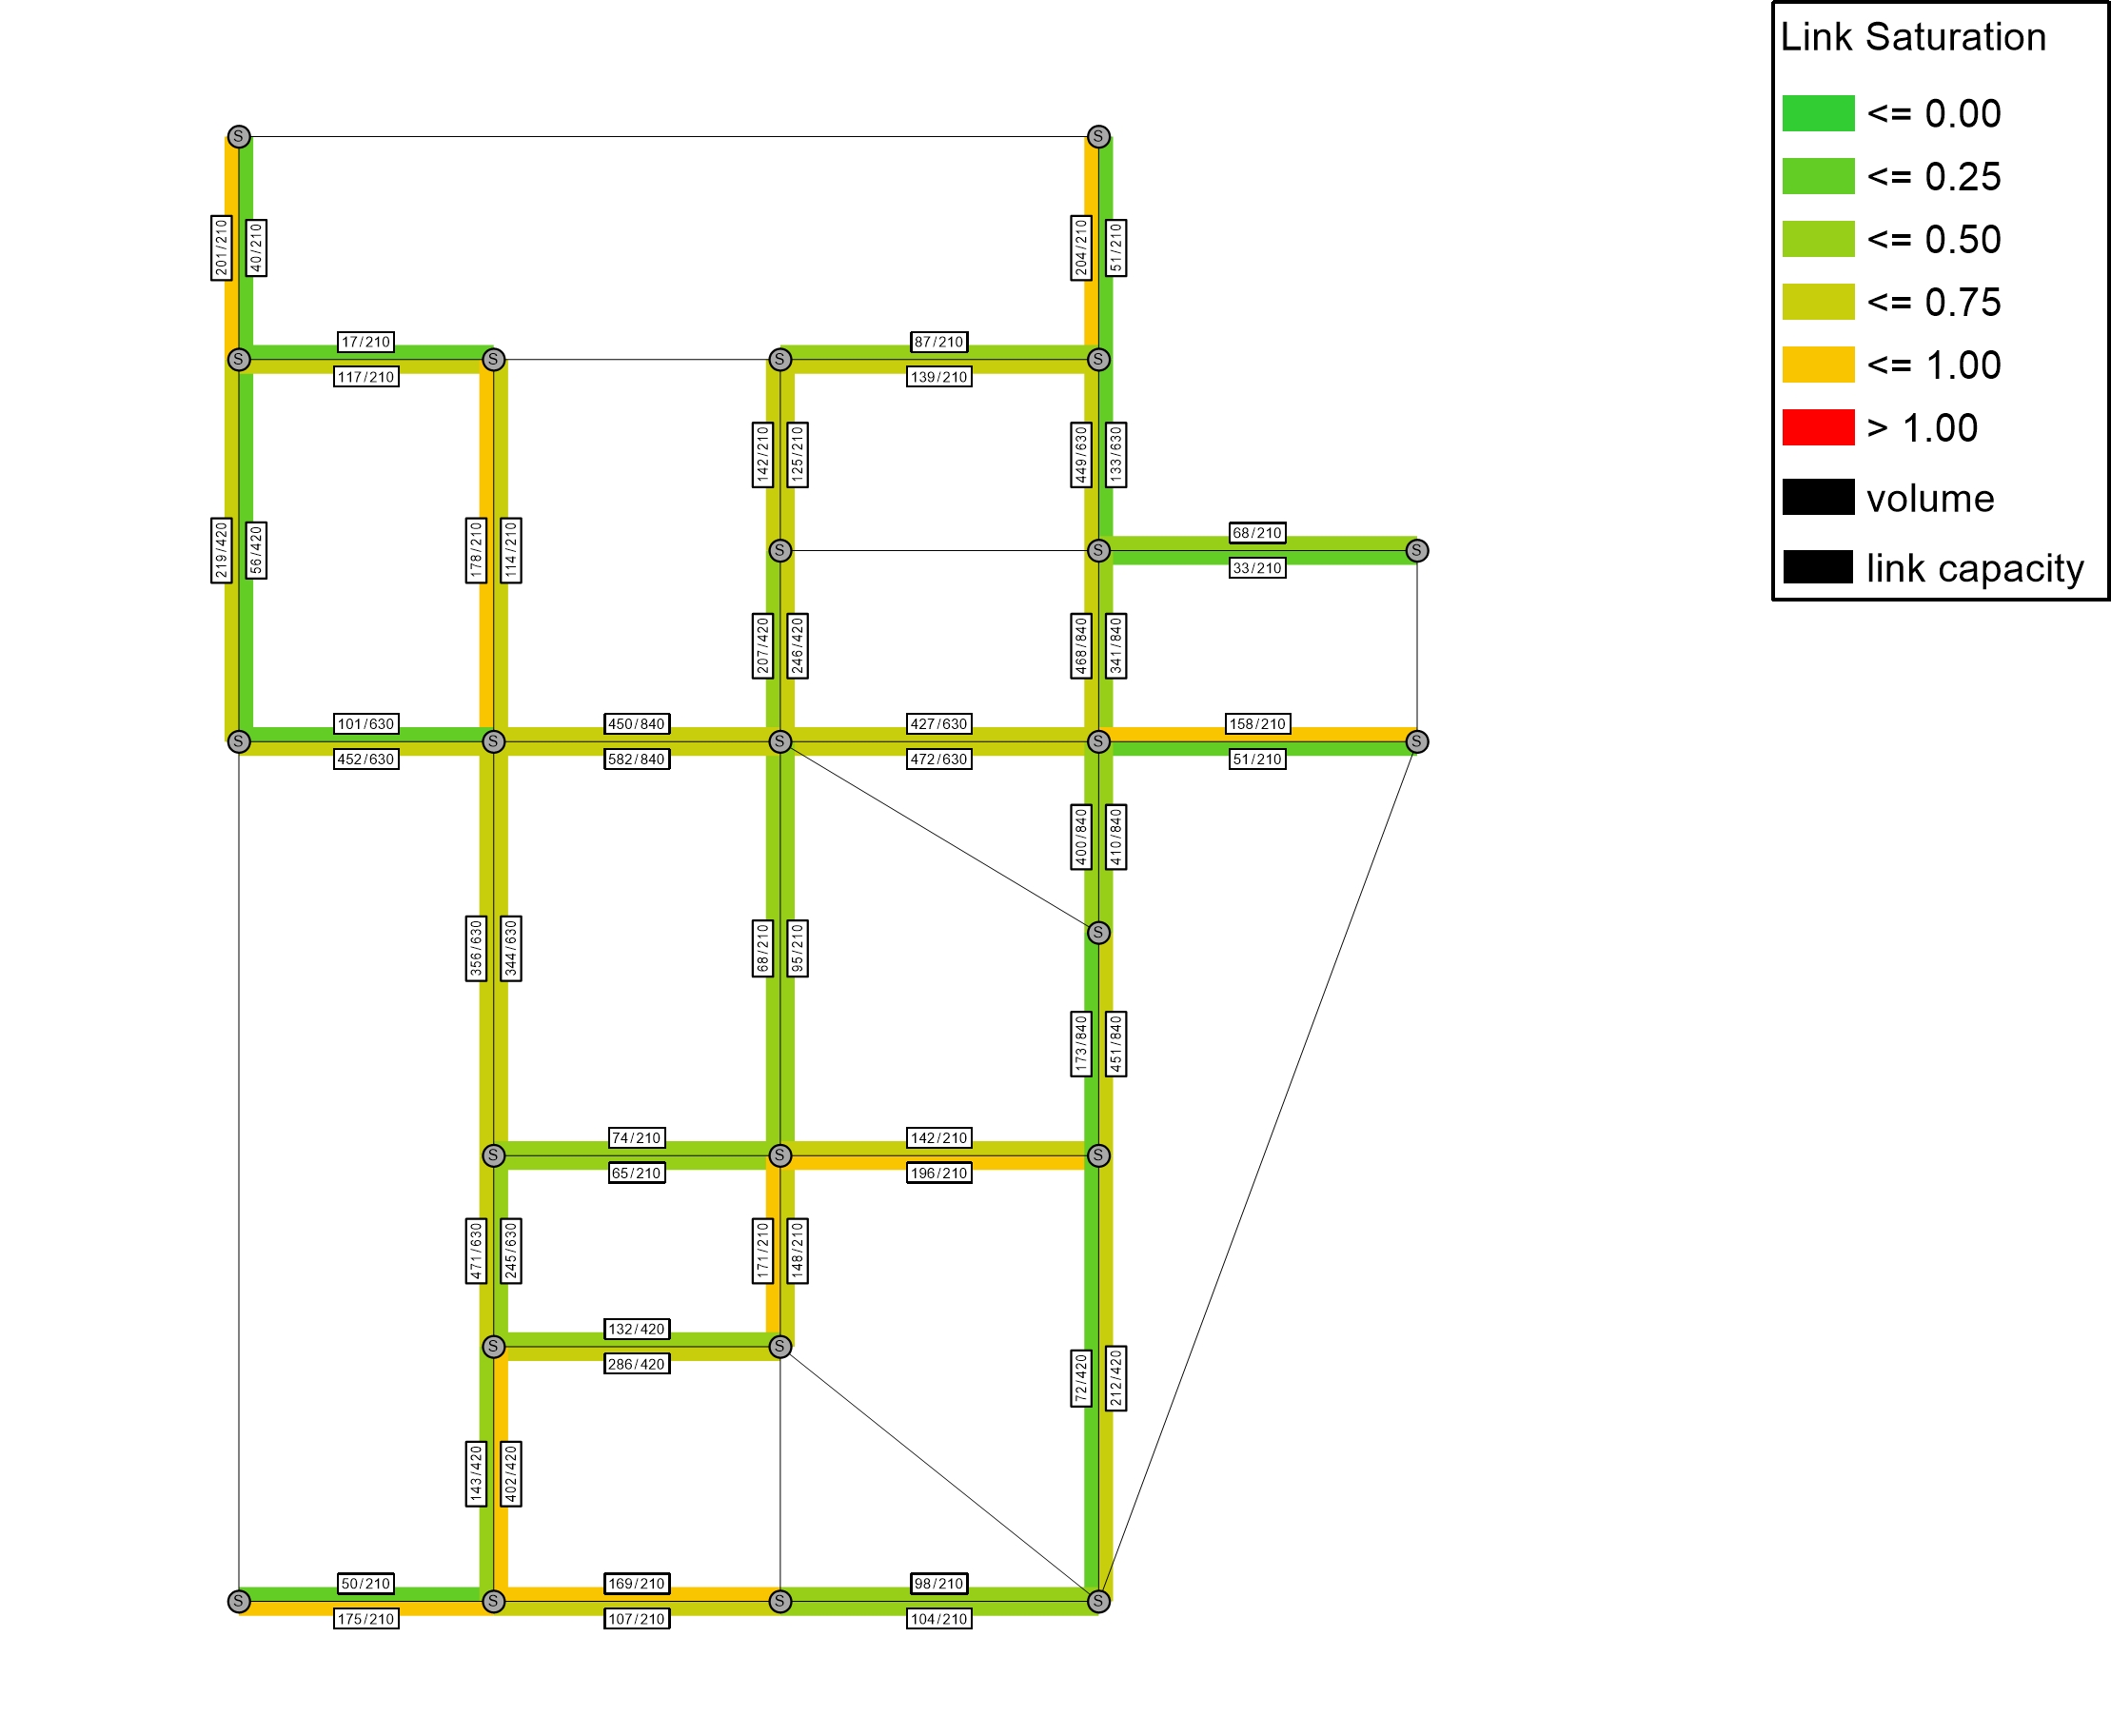 Link Saturation
<= 0.00
<= 0.25
<= 0.50
<= 0.75
<= 1.00
> 1.00
volume
link capacity
S
S
201/210
40/210
204/210
51/210
17/210
87/210
S
S
S
S
117/210
139/210
142/210
125/210
449/630
133/630
219/420
56/420
178/210
114/210
68/210
S
S
S
33/210
207/420
246/420
468/840
341/840
101/630
450/840
427/630
158/210
S
S
S
S
S
452/630
582/840
472/630
51/210
400/840
410/840
S
356/630
344/630
68/210
95/210
173/840
451/840
74/210
142/210
S
S
S
65/210
196/210
471/630
245/630
171/210
148/210
132/420
S
S
286/420
72/420
212/420
143/420
402/420
50/210
169/210
98/210
S
S
S
S
175/210
107/210
104/210